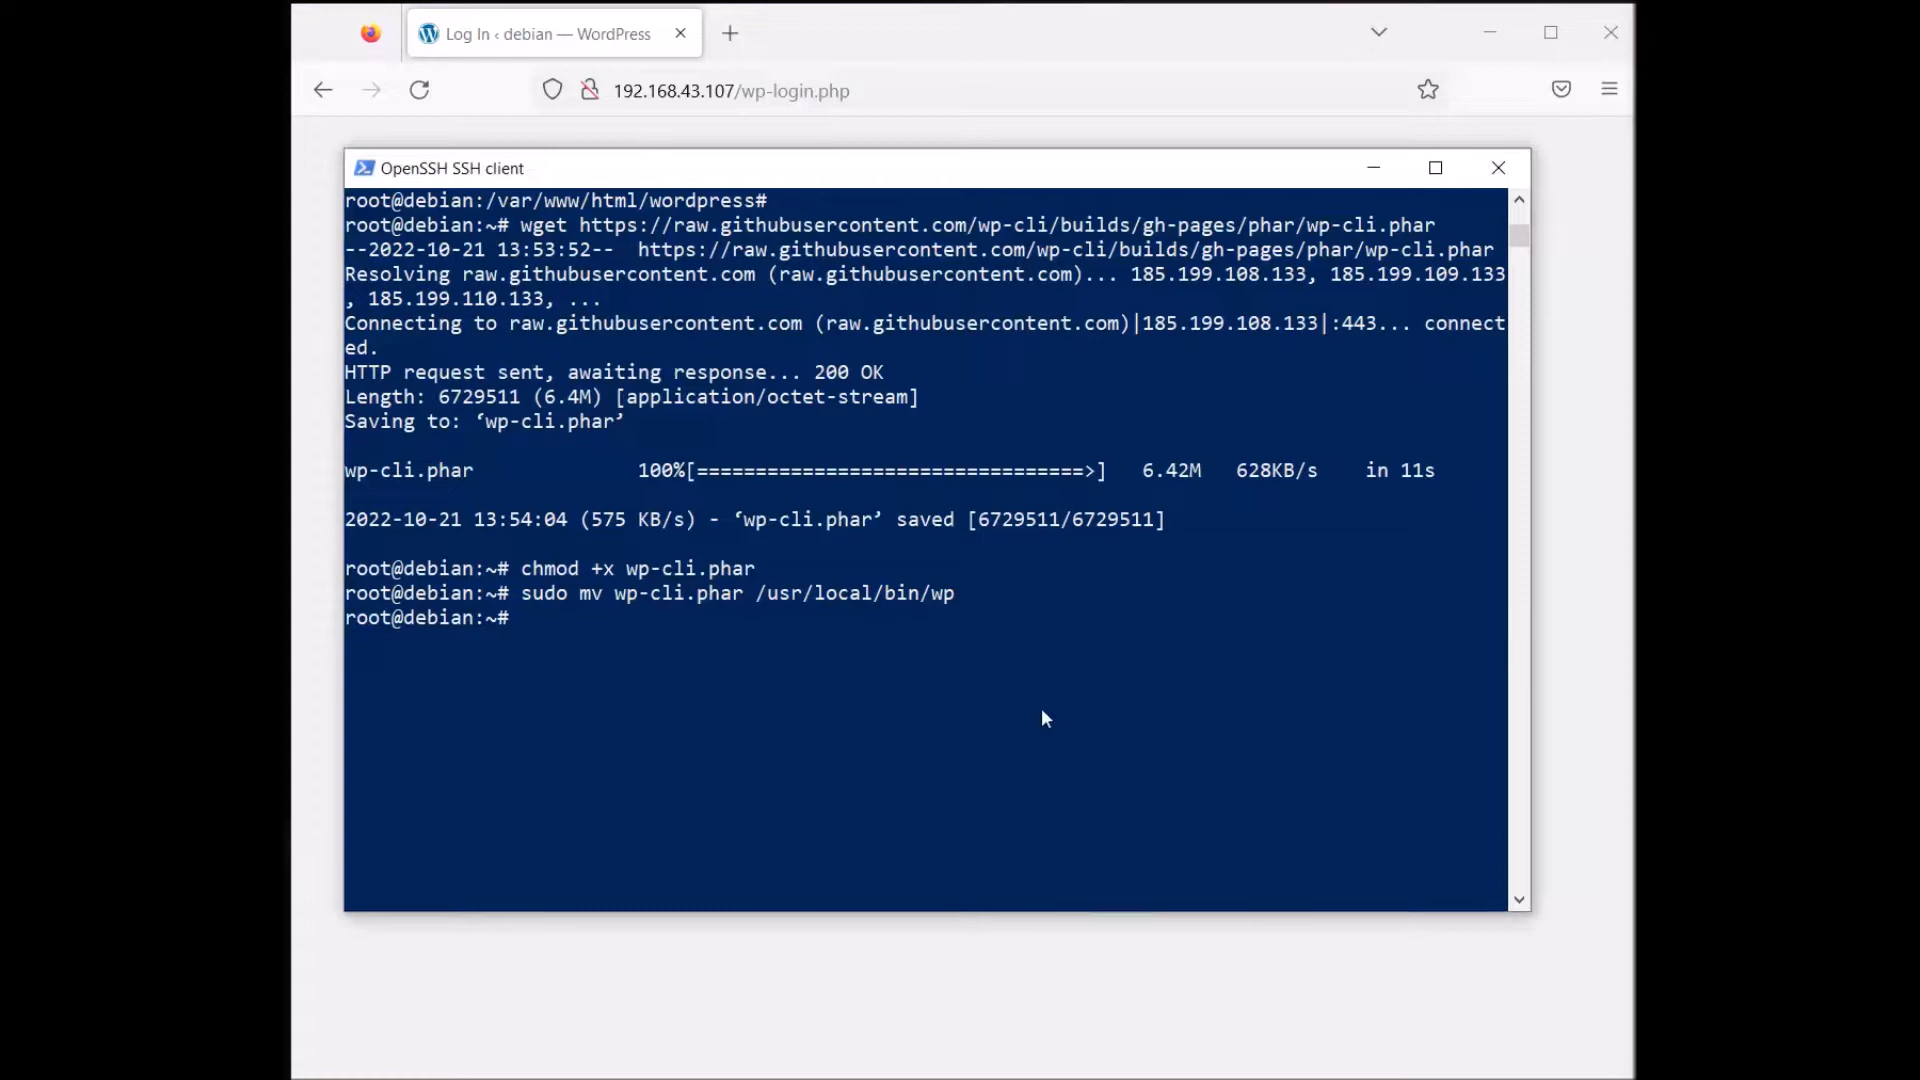 Log In ‹ debian — WordPress
192.168.43.107/wp-login.php
OpenSSH SSH client
root@debian:/var/www/html/wordpress#
root@debian:~# wget https://raw.githubusercontent.com/wp-cli/builds/gh-pages/phar/wp-cli.phar
--2022-10-21 13:53:52--  https://raw.githubusercontent.com/wp-cli/builds/gh-pages/phar/wp-cli.phar
Resolving raw.githubusercontent.com (raw.githubusercontent.com)... 185.199.108.133, 185.199.109.133
, 185.199.110.133, ...
Connecting to raw.githubusercontent.com (raw.githubusercontent.com)|185.199.108.133|:443... connect
ed.
HTTP request sent, awaiting response... 200 OK
Length: 6729511 (6.4M) [application/octet-stream]
Saving to: ‘wp-cli.phar’
wp-cli.phar              100%[=================================>]   6.42M   628KB/s    in 11s
2022-10-21 13:54:04 (575 KB/s) - ‘wp-cli.phar’ saved [6729511/6729511]
root@debian:~# chmod +x wp-cli.phar
root@debian:~# sudo mv wp-cli.phar /usr/local/bin/wp
root@debian:~#